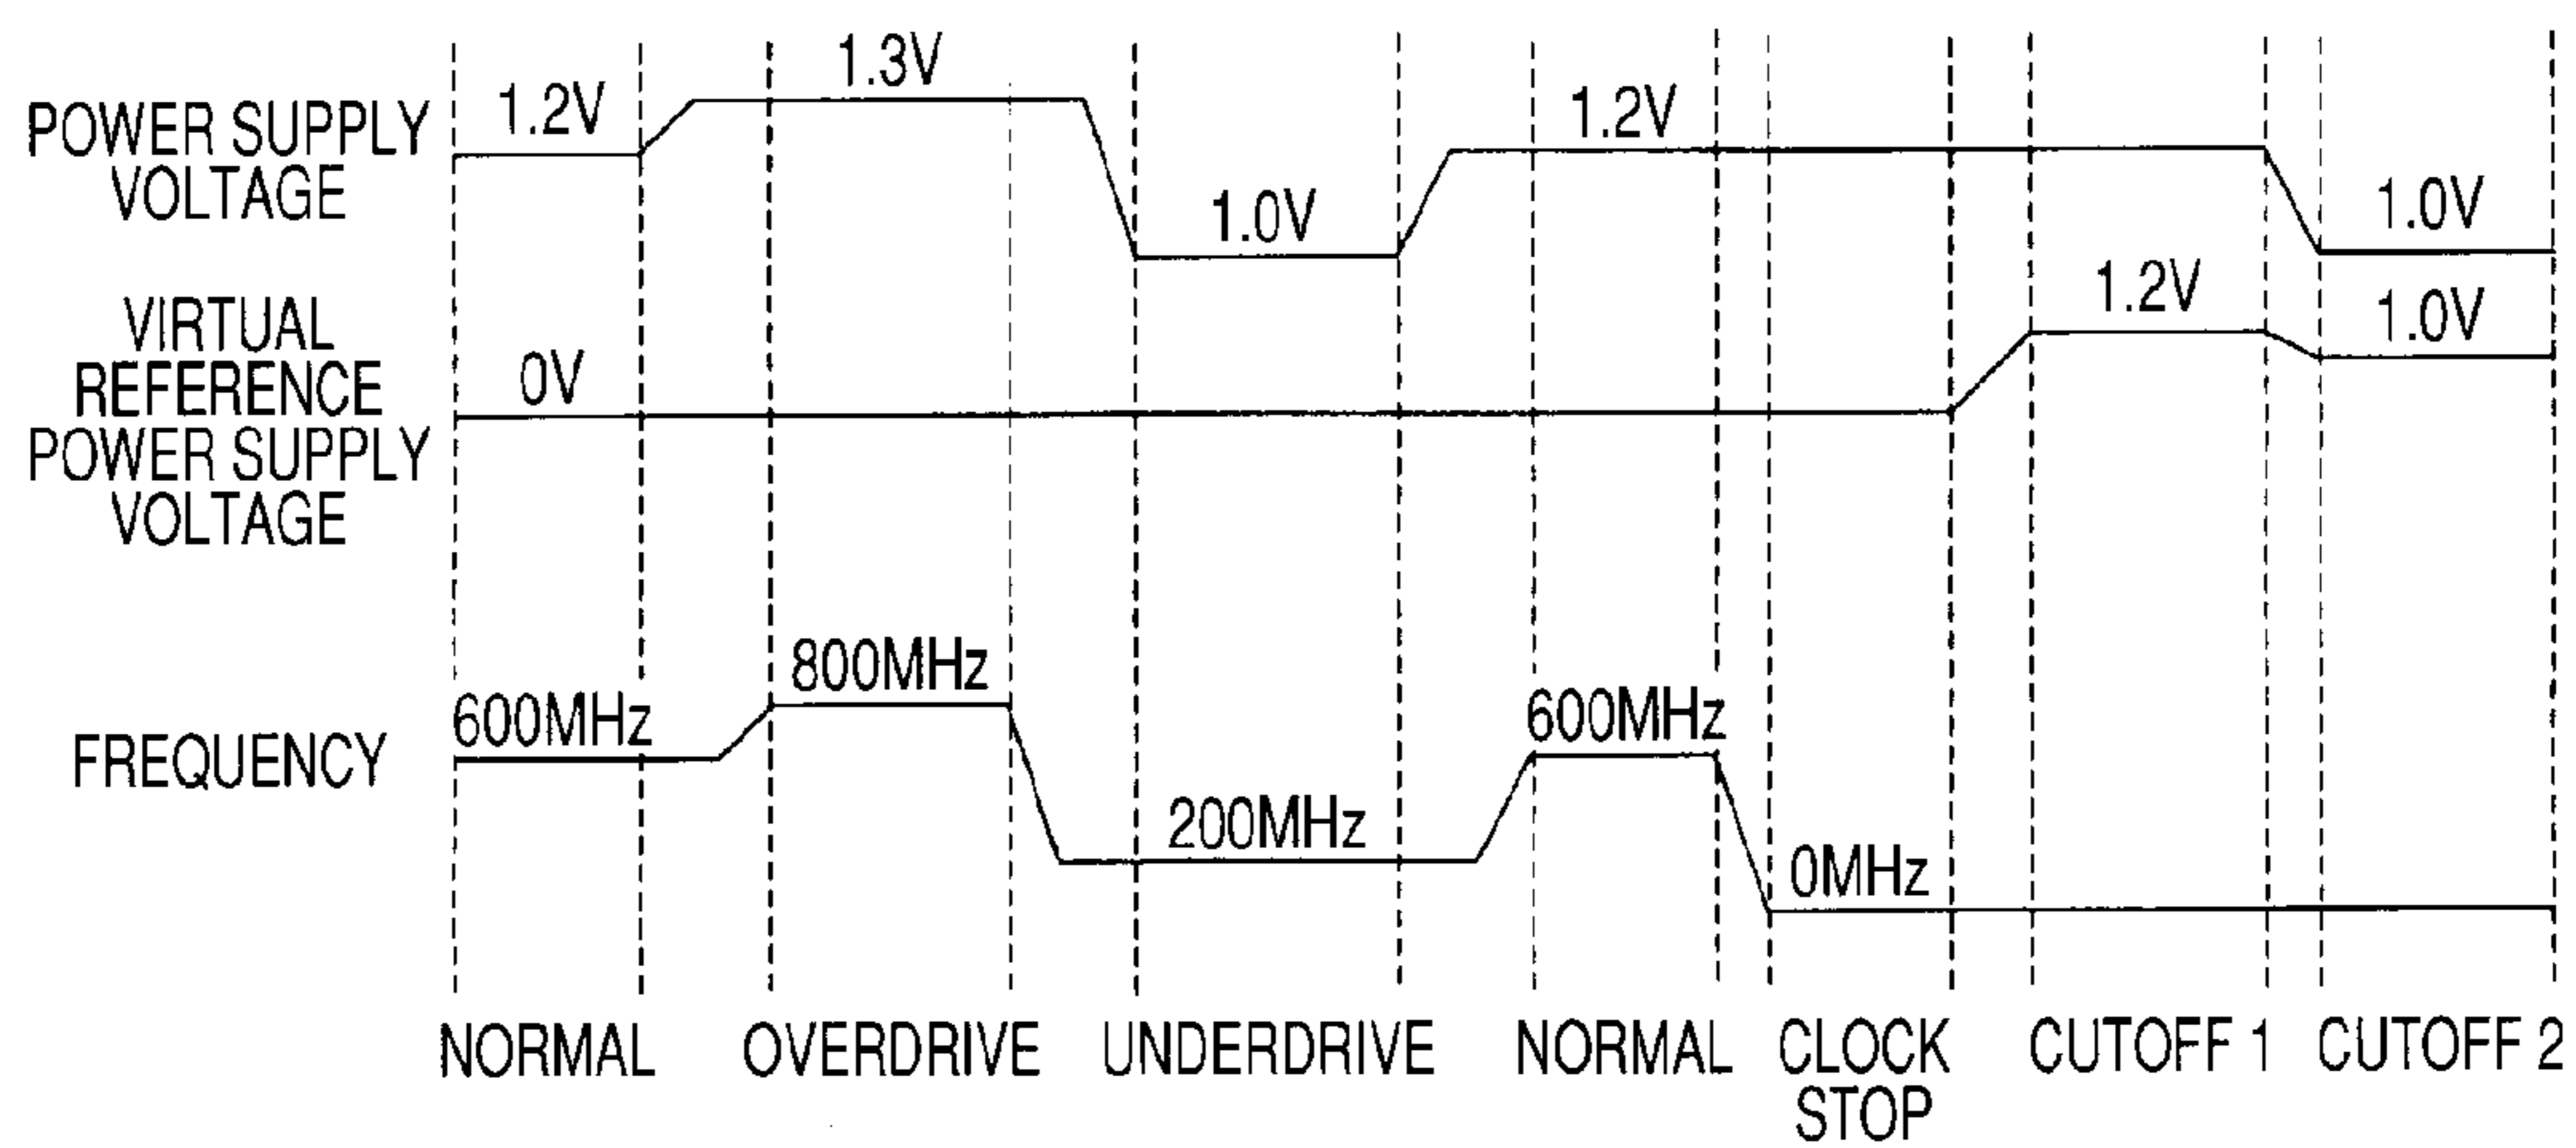 POWER SUPPLY
VOLTAGE
1.2V
1.3V
1.0V
1.2V
1.0V
VIRTUAL
REFERENCE
POWER SUPPLY
VOLTAGE
0V
1.2V
1.0V
FREQUENCY
600MHz
800MHz
200MHz
600MHz
0MHz
NORMAL
OVERDRIVE
UNDERDRIVE
NORMAL
CLOCK
STOP
CUTOFF 1
CUTOFF 2